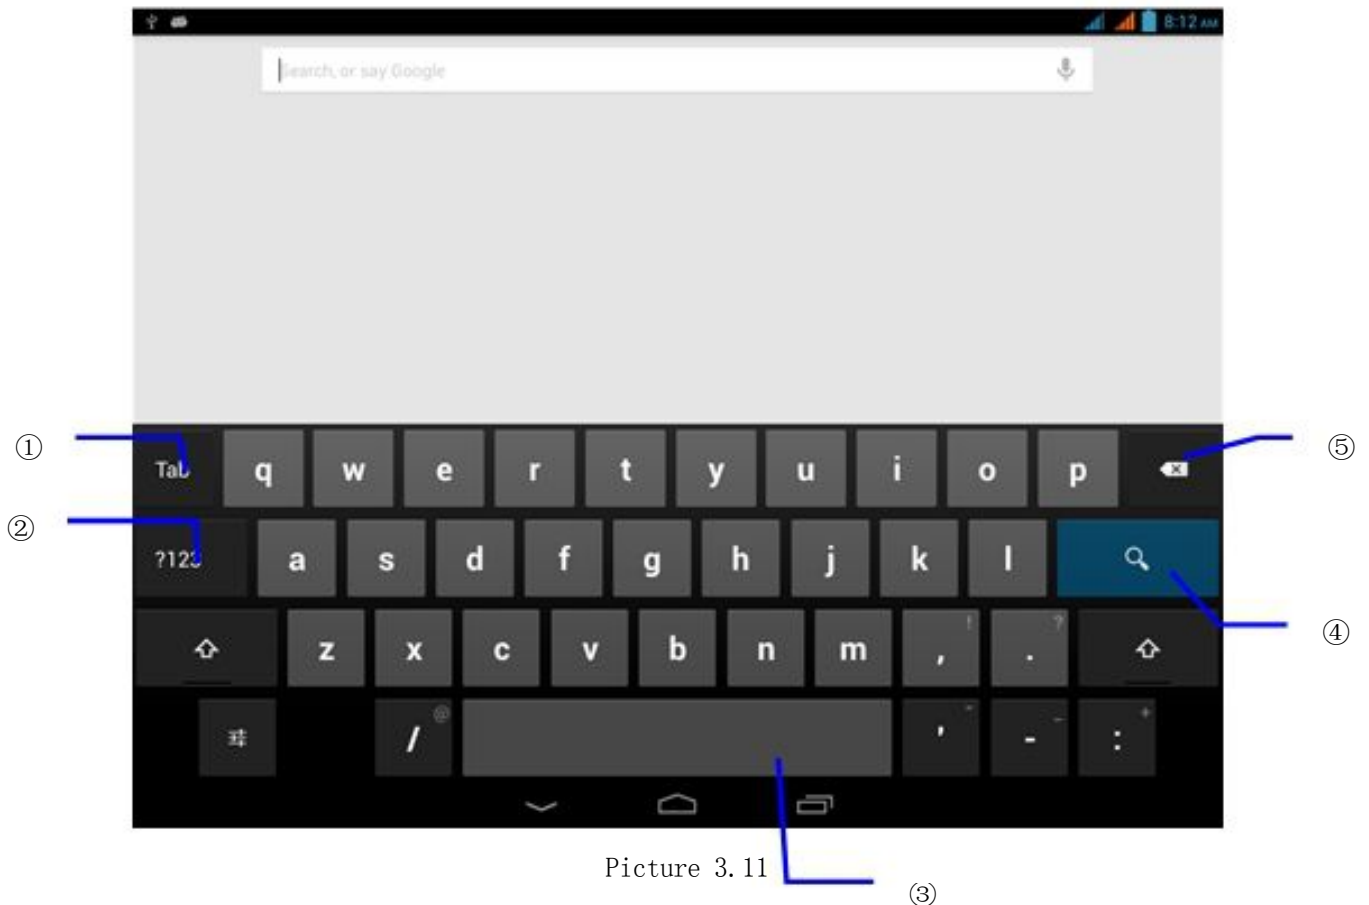 8:12 AM
Search, or say Google
① Tab q w e r t y u i o p ⑤
② ?123 a s d f g h j k l
z x c v b n m , ! . ? ④
/ @ ' " - _ : +
Picture 3.11
③